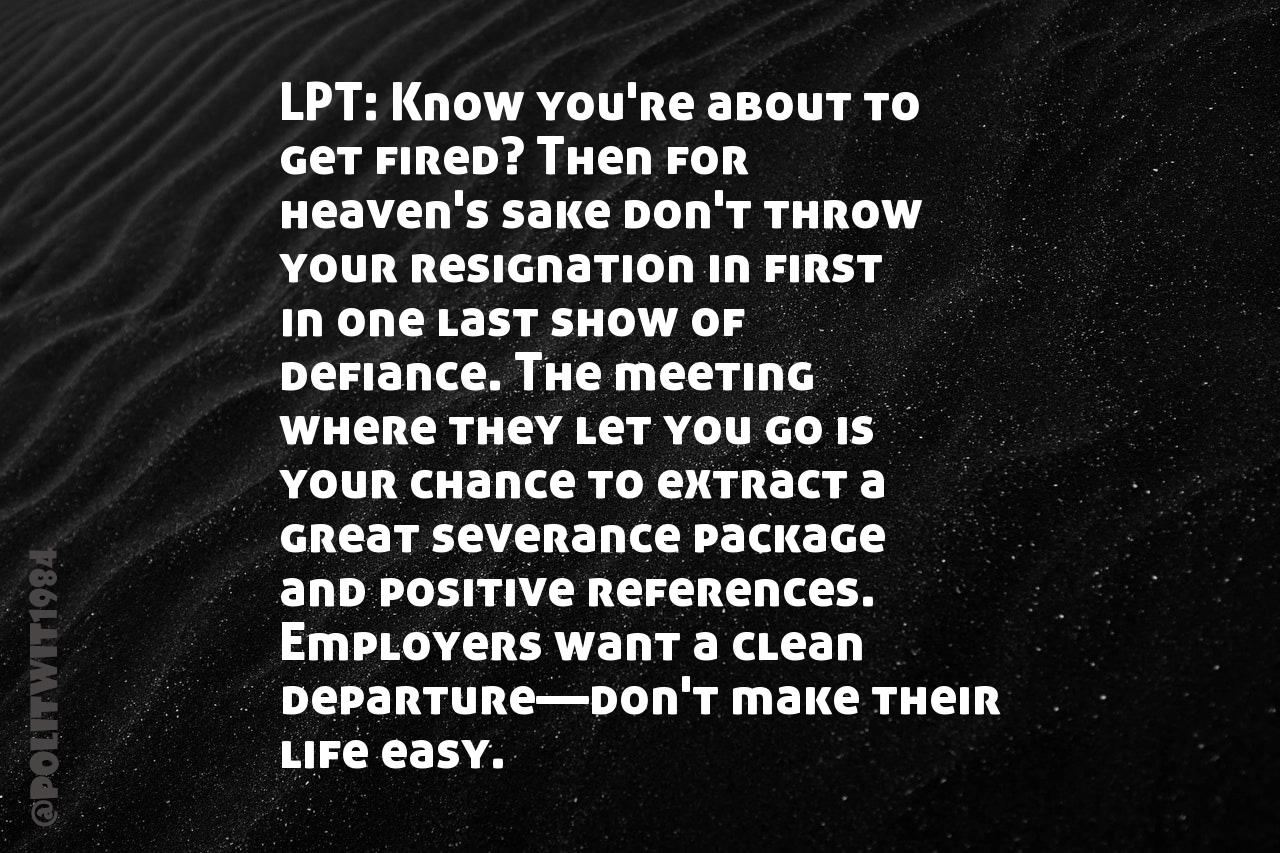 LPT: Know you're about to
get fired? Then for
heaven's sake don't throw
your resignation in first
in one last show of
defiance. The meeting
where they let you go is
your chance to extract a
great severance package
and positive references.
Employers want a clean
departure—don't make their
life easy.
@POLITWIT1984